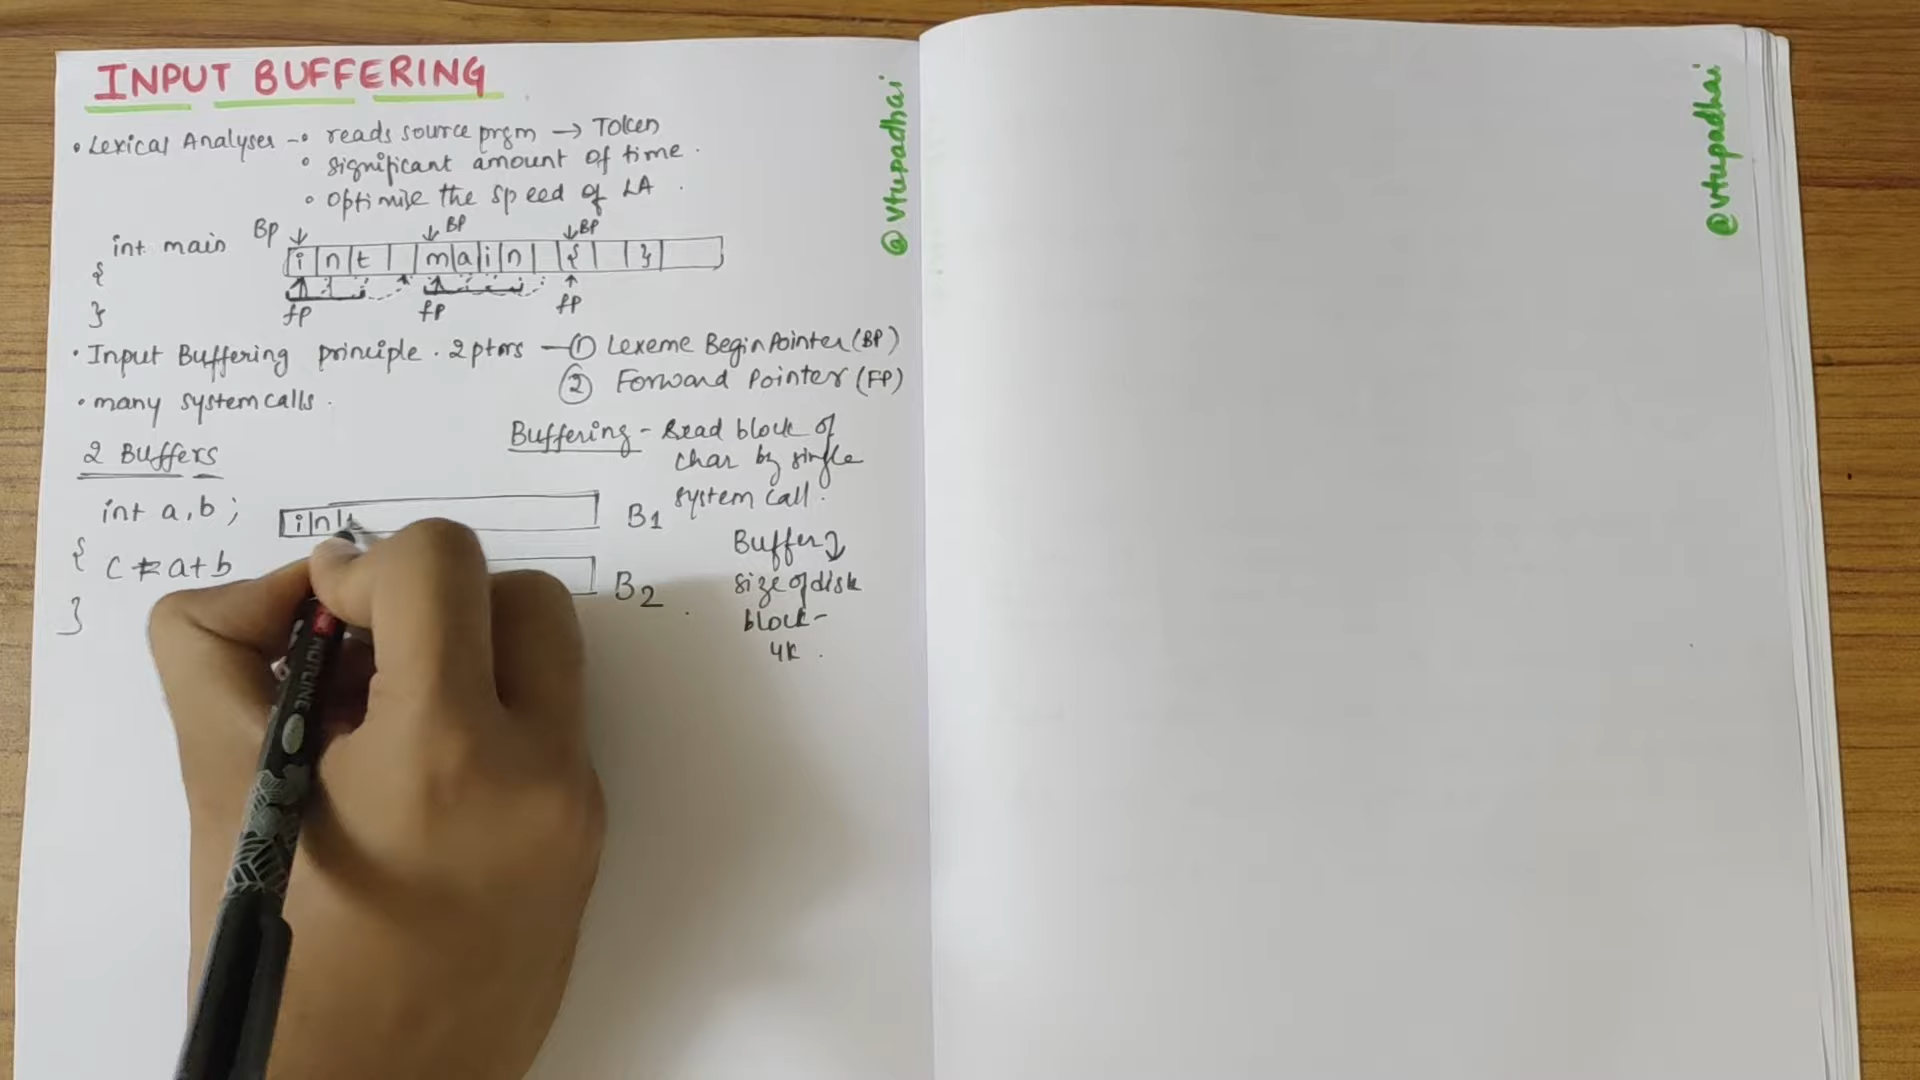 INPUT BUFFERING
• Lexical Analyses - • reads source prgm → Token
• significant amount of time.
• optimize the speed of LA.
int main
{
}
Bp BP BP
i n t m a i n { }
fp fp fp
• Input Buffering principle. 2 ptrs - ① Lexeme Begin Pointer (BP)
② Forward Pointer (FP)
• many system calls.
Buffering - Read block of
char by single
system call.
2 Buffers
int a, b ;
{ C = a + b
}
i n t
B1
B2
Buffer
size of disk
block -
4K.
@vtupadhai
@vtupadhai
HOTLINE